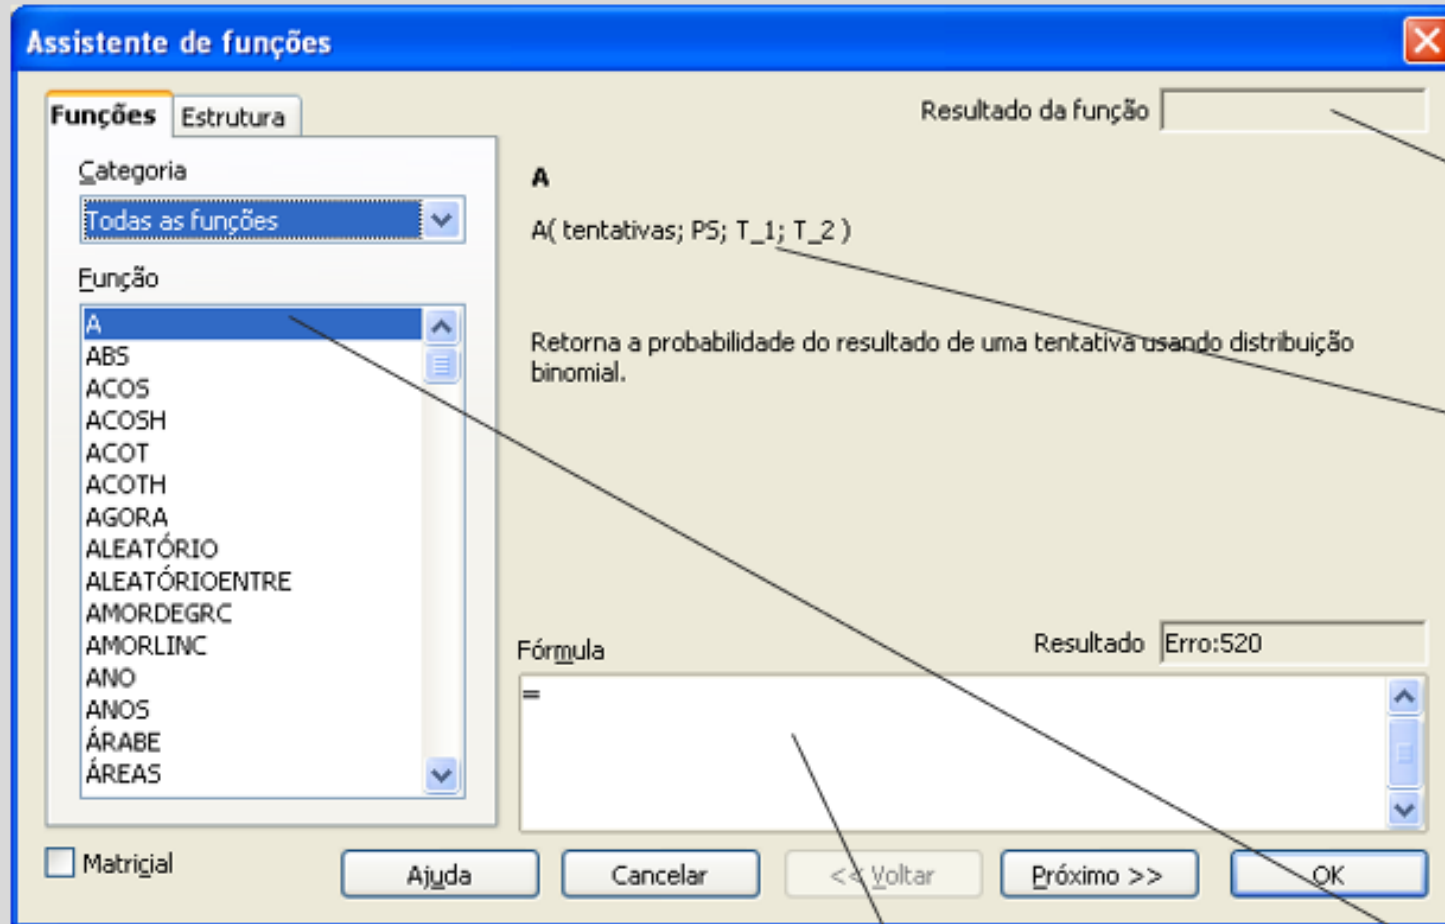 Assistente de funções
Funções
Estrutura
Categoria
Todas as funções
Função
A
ABS
ACOS
ACOSH
ACOT
ACOTH
AGORA
ALEATÓRIO
ALEATÓRIOENTRE
AMORDEGRC
AMORLINC
ANO
ANOS
ÁRABE
ÁREAS
Resultado da função
A
A( tentativas; PS; T_1; T_2 )
Retorna a probabilidade do resultado de uma tentativa usando distribuição
binomial.
Fórmula
Resultado Erro:520
=
Matricial
Ajuda
Cancelar
<< Voltar
Próximo >>
OK